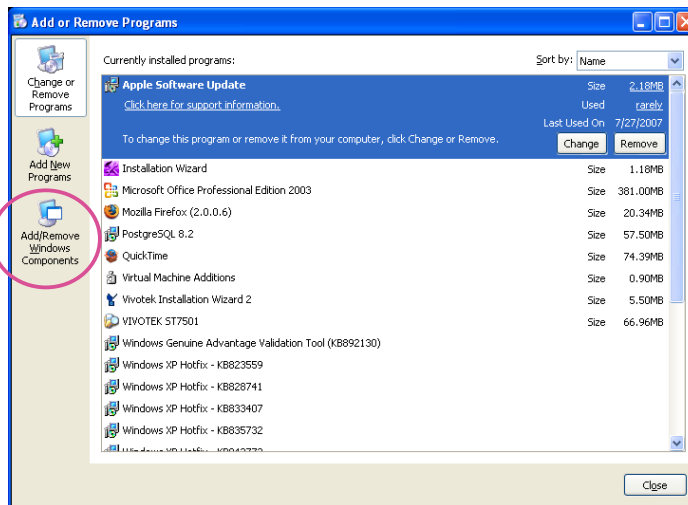 Add or Remove Programs
Change or
Remove
Programs
Add New
Programs
Add/Remove
Windows
Components
Currently installed programs:
Sort by: Name
Apple Software Update Size 2.18MB
Click here for support information. Used rarely
Last Used On 7/27/2007
To change this program or remove it from your computer, click Change or Remove. Change Remove
Installation Wizard Size 1.18MB
Microsoft Office Professional Edition 2003 Size 381.00MB
Mozilla Firefox (2.0.0.6) Size 20.34MB
PostgreSQL 8.2 Size 57.50MB
QuickTime Size 74.39MB
Virtual Machine Additions Size 0.90MB
Vivotek Installation Wizard 2 Size 5.50MB
VIVOTEK ST7501 Size 66.96MB
Windows Genuine Advantage Validation Tool (KB892130)
Windows XP Hotfix - KB823559
Windows XP Hotfix - KB828741
Windows XP Hotfix - KB833407
Windows XP Hotfix - KB835732
Close